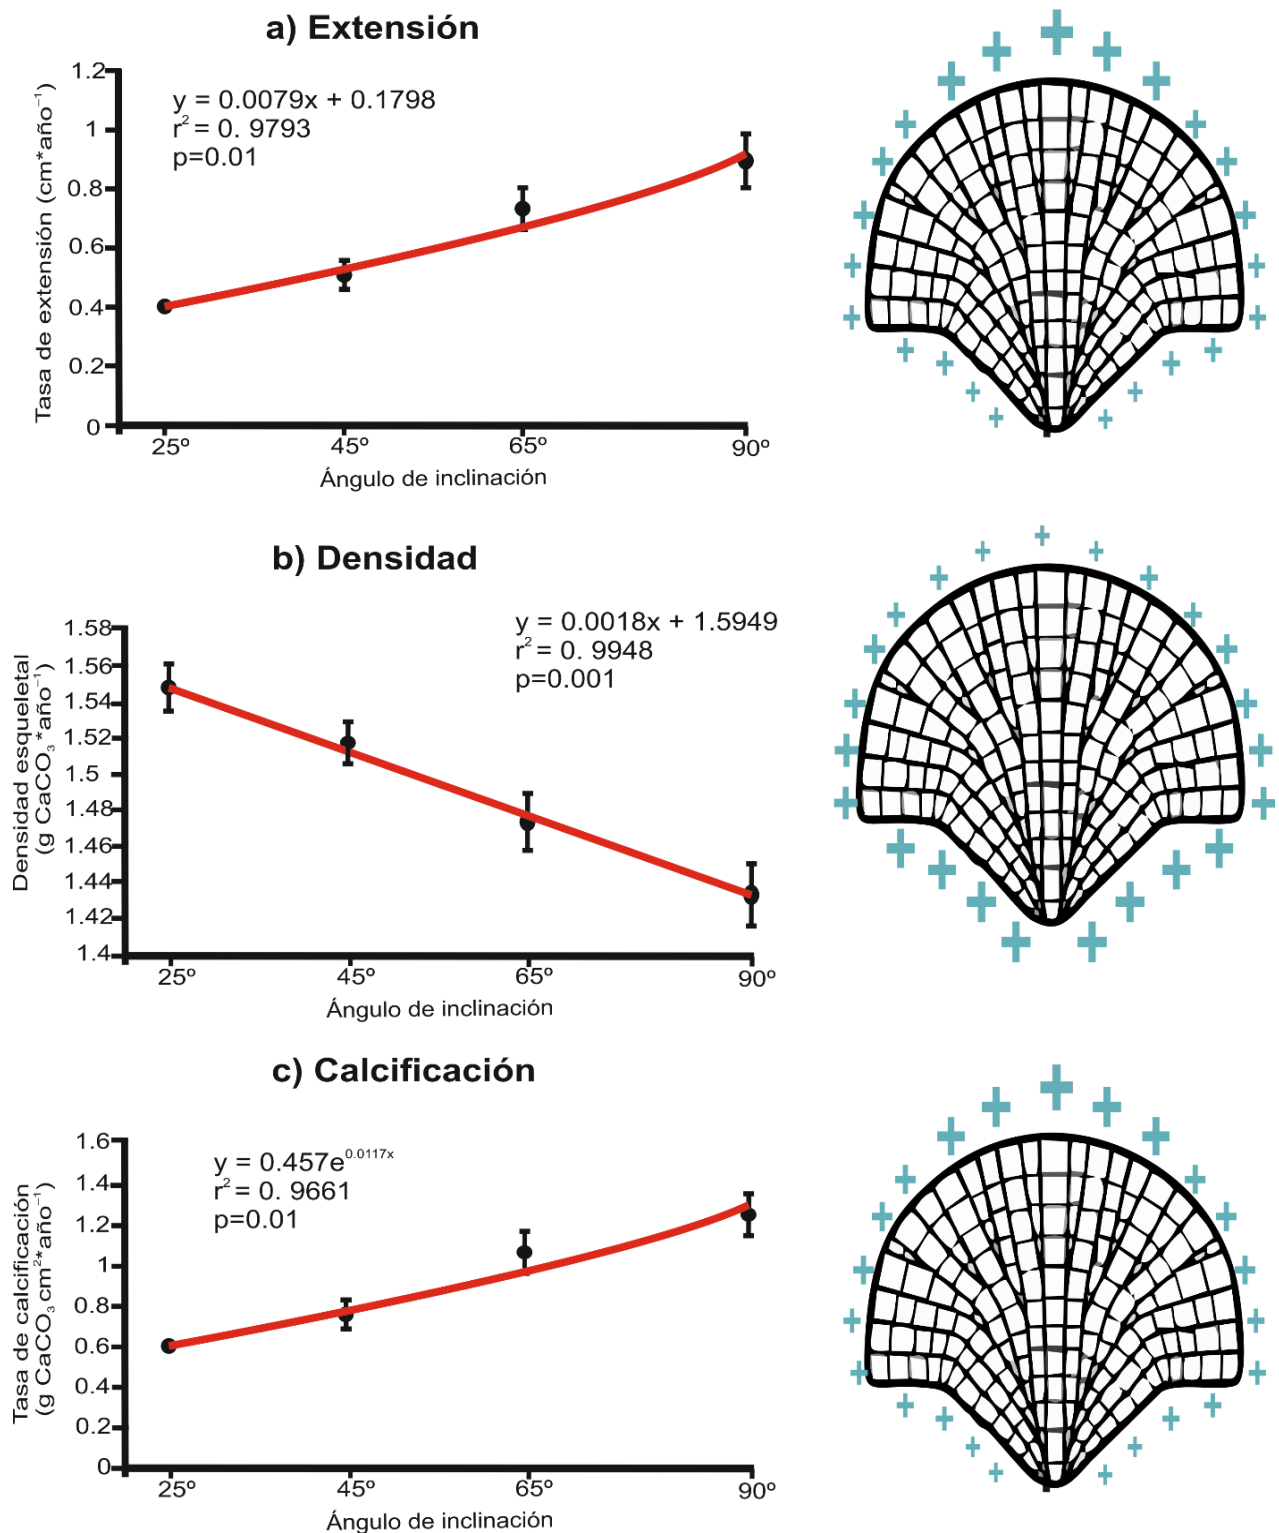 a) Extensión
y = 0.0079x + 0.1798
r² = 0. 9793
p=0.01
Tasa de extensión (cm*año⁻¹)
1.2
1
0.8
0.6
0.4
0.2
0
25º 45º 65º 90º
Ángulo de inclinación
b) Densidad
y = 0.0018x + 1.5949
r² = 0. 9948
p=0.001
Densidad esqueletal
(g CaCO₃*año⁻¹)
1.58
1.56
1.54
1.52
1.5
1.48
1.46
1.44
1.42
1.4
25º 45º 65º 90º
Ángulo de inclinación
c) Calcificación
y = 0.457e⁰·⁰¹¹⁷ˣ
r² = 0. 9661
p=0.01
Tasa de calcificación
(g CaCO₃ cm²*año⁻¹)
1.6
1.4
1.2
1
0.8
0.6
0.4
0.2
0
25º 45º 65º 90º
Ángulo de inclinación